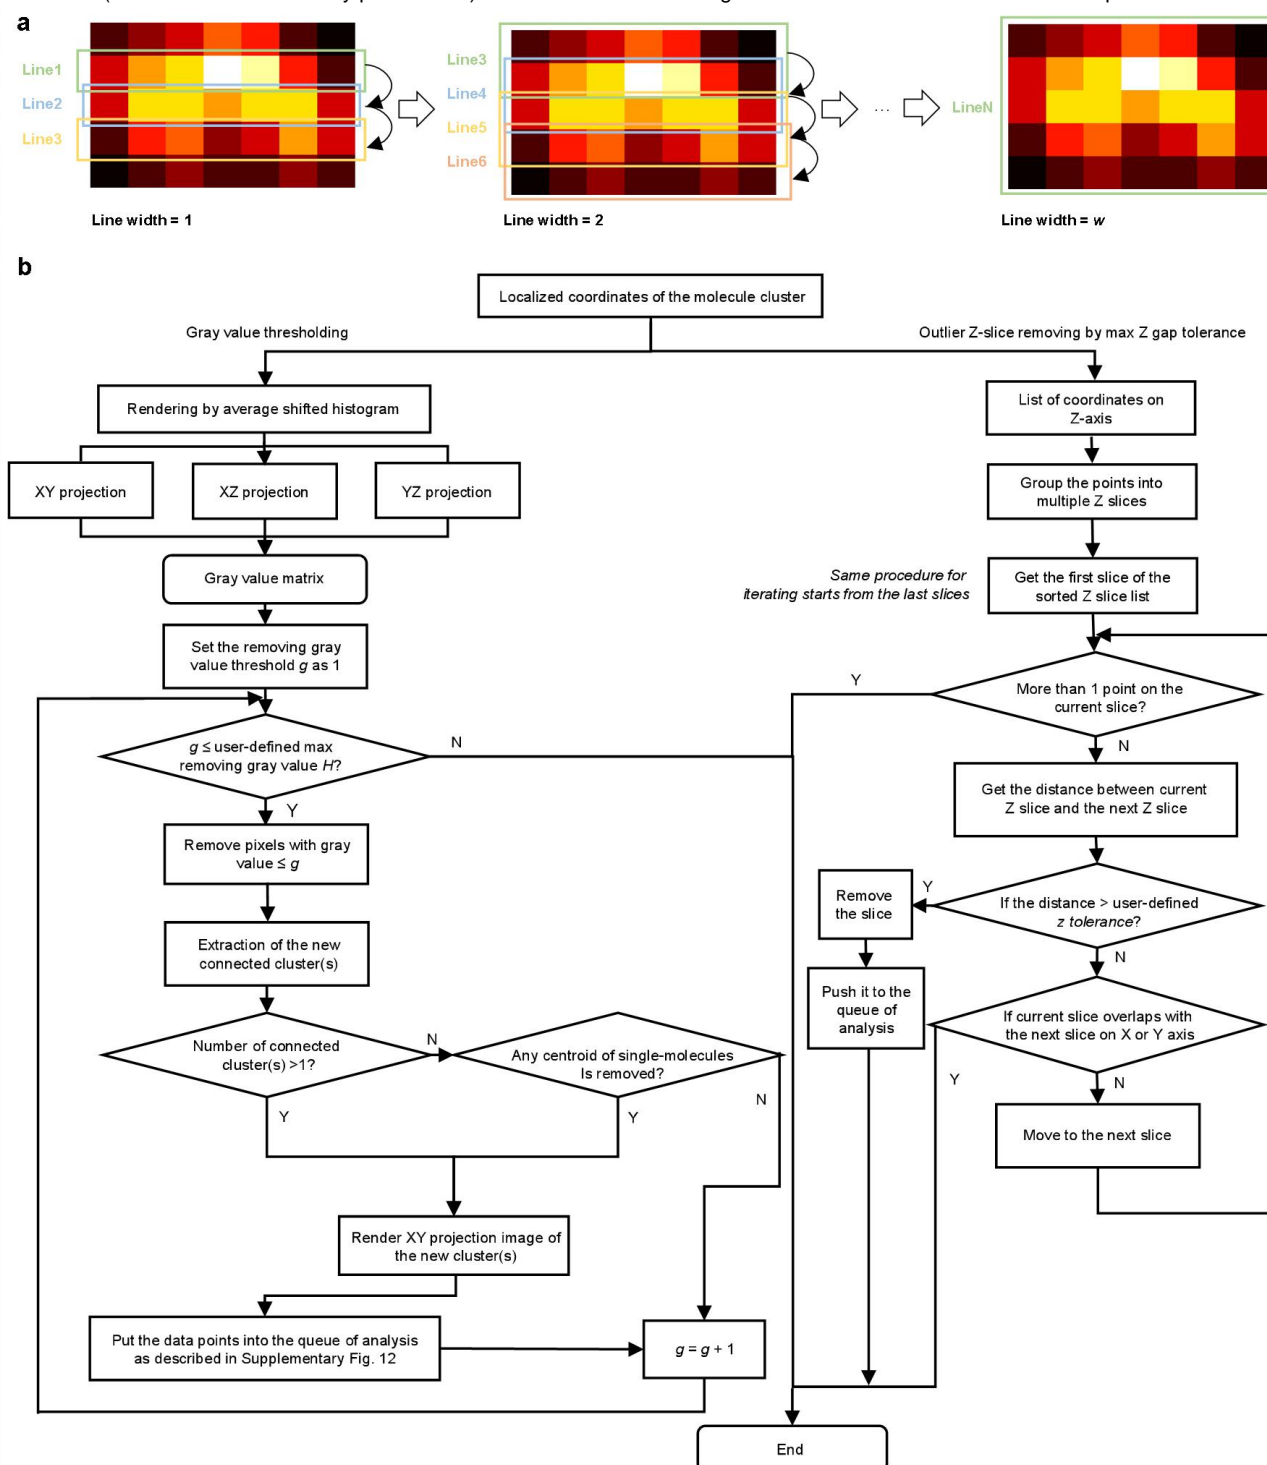 a
Line1
Line2
Line3
Line width = 1
Line3
Line4
Line5
Line6
Line width = 2
...
LineN
Line width = w
b
Localized coordinates of the molecule cluster
Gray value thresholding
Outlier Z-slice removing by max Z gap tolerance
Rendering by average shifted histogram
XY projection
XZ projection
YZ projection
Gray value matrix
Set the removing gray
value threshold g as 1
g ≤ user-defined max
removing gray value H?
N
Y
Remove pixels with gray
value ≤ g
Extraction of the new
connected cluster(s)
Number of connected
cluster(s) >1?
N
Y
Any centroid of single-molecules
Is removed?
N
Y
Render XY projection image of
the new cluster(s)
Put the data points into the queue of analysis
as described in Supplementary Fig. 12
g = g + 1
List of coordinates on
Z-axis
Group the points into
multiple Z slices
Same procedure for
iterating starts from the last slices
Get the first slice of the
sorted Z slice list
More than 1 point on the
current slice?
Y
N
Get the distance between current
Z slice and the next Z slice
If the distance > user-defined
z tolerance?
Y
N
Remove
the slice
Push it to the
queue of
analysis
If current slice overlaps with
the next slice on X or Y axis
Y
N
Move to the next slice
End